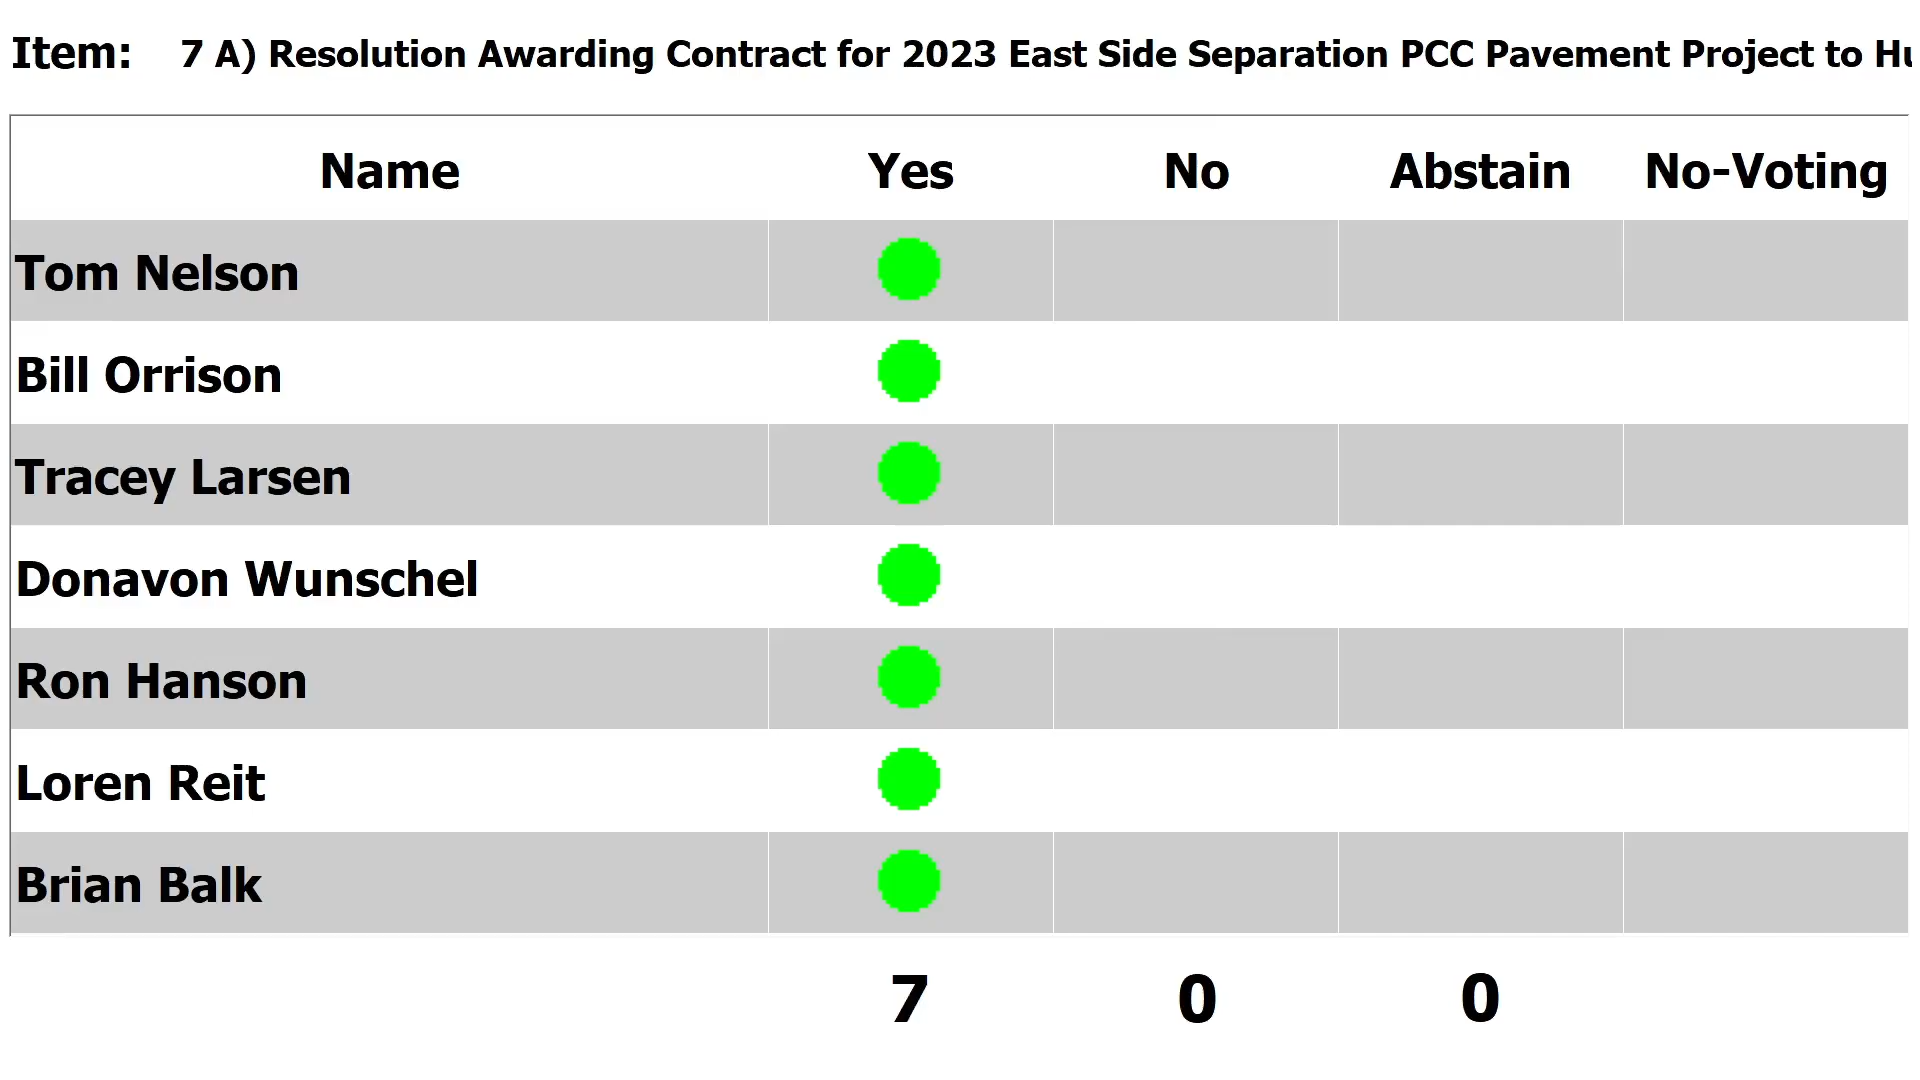 Item: 7 A) Resolution Awarding Contract for 2023 East Side Separation PCC Pavement Project to
Name Yes No Abstain No-Voting
Tom Nelson
Bill Orrison
Tracey Larsen
Donavon Wunschel
Ron Hanson
Loren Reit
Brian Balk
7 0 0